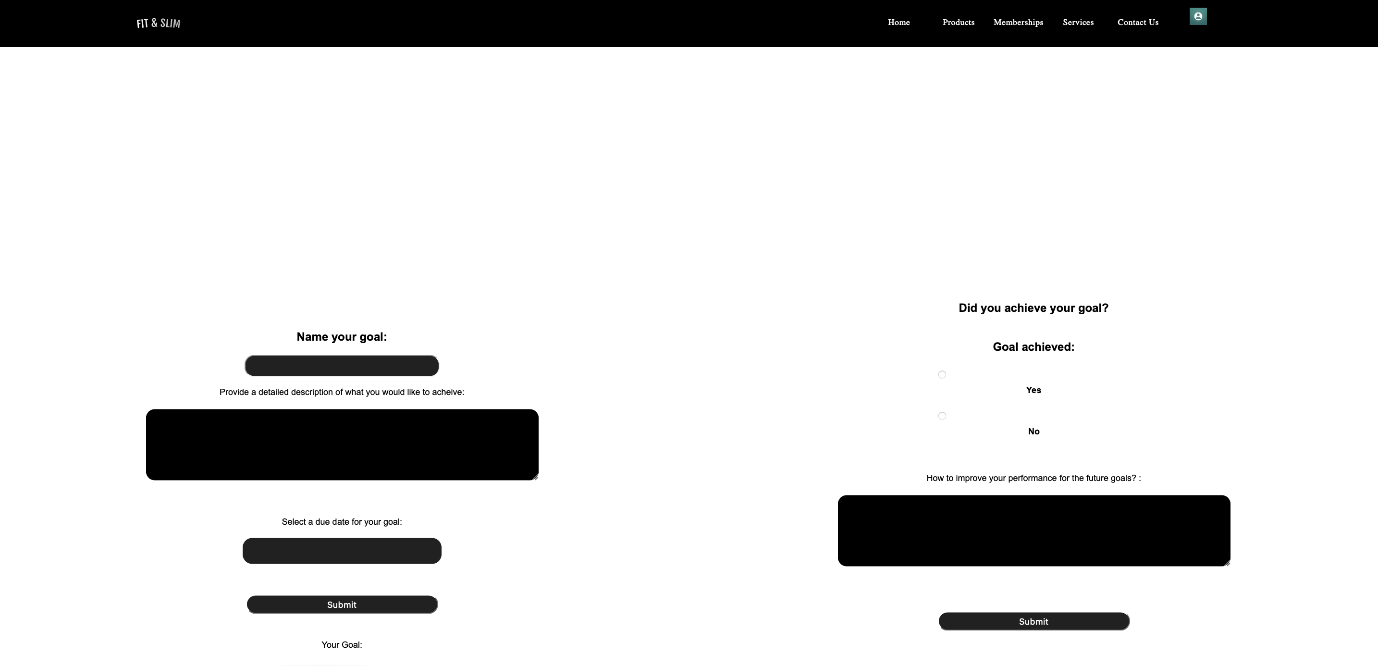 FIT & SLIM
Home Products Memberships Services Contact Us
Name your goal:
Provide a detailed description of what you would like to acheive:
Select a due date for your goal:
Submit
Your Goal:
Did you achieve your goal?
Goal achieved:
Yes
No
How to improve your performance for the future goals? :
Submit